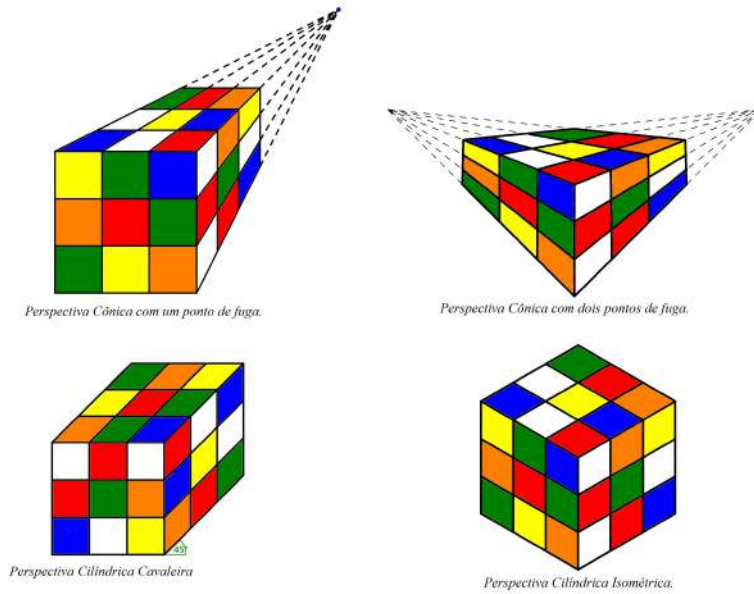 Perspectiva Cônica com um ponto de fuga.
Perspectiva Cônica com dois pontos de fuga.
45°
Perspectiva Cilíndrica Cavaleira
Perspectiva Cilíndrica Isométrica.